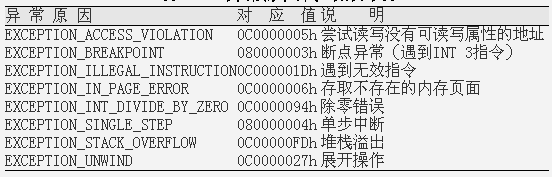 异常原因 对应值 说明
EXCEPTION_ACCESS_VIOLATION 0C0000005h 尝试读写没有可读写属性的地址
EXCEPTION_BREAKPOINT 080000003h 断点异常（遇到INT 3指令）
EXCEPTION_ILLEGAL_INSTRUCTION 0C000001Dh 遇到无效指令
EXCEPTION_IN_PAGE_ERROR 0C0000006h 存取不存在的内存页面
EXCEPTION_INT_DIVIDE_BY_ZERO 0C0000094h 除零错误
EXCEPTION_SINGLE_STEP 080000004h 单步中断
EXCEPTION_STACK_OVERFLOW 0C00000FDh 堆栈溢出
EXCEPTION_UNWIND 0C0000027h 展开操作